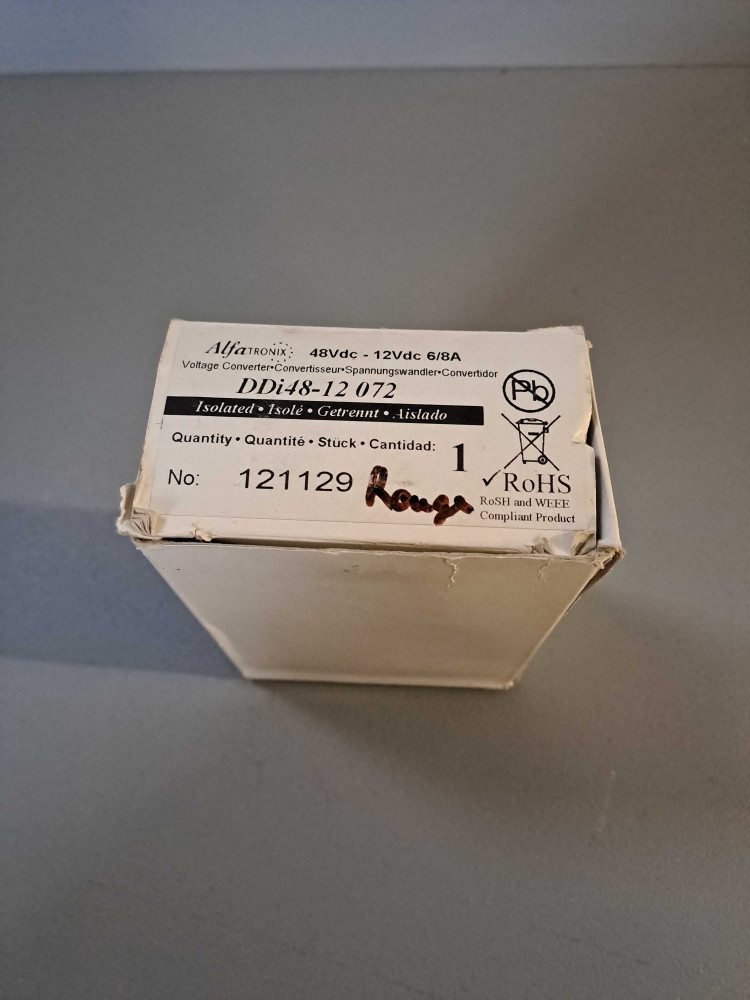 AlfaTRONIX 48Vdc - 12Vdc 6/8A
Voltage Converter•Convertisseur•Spannungswandler•Convertidor
DDi48-12 072
Isolated • Isolé • Getrennt • Aislado
Pb
Quantity • Quantité • Stück • Cantidad: 1
✓RoHS
No: 121129 Rouge
RoSH and WEEE
Compliant Product